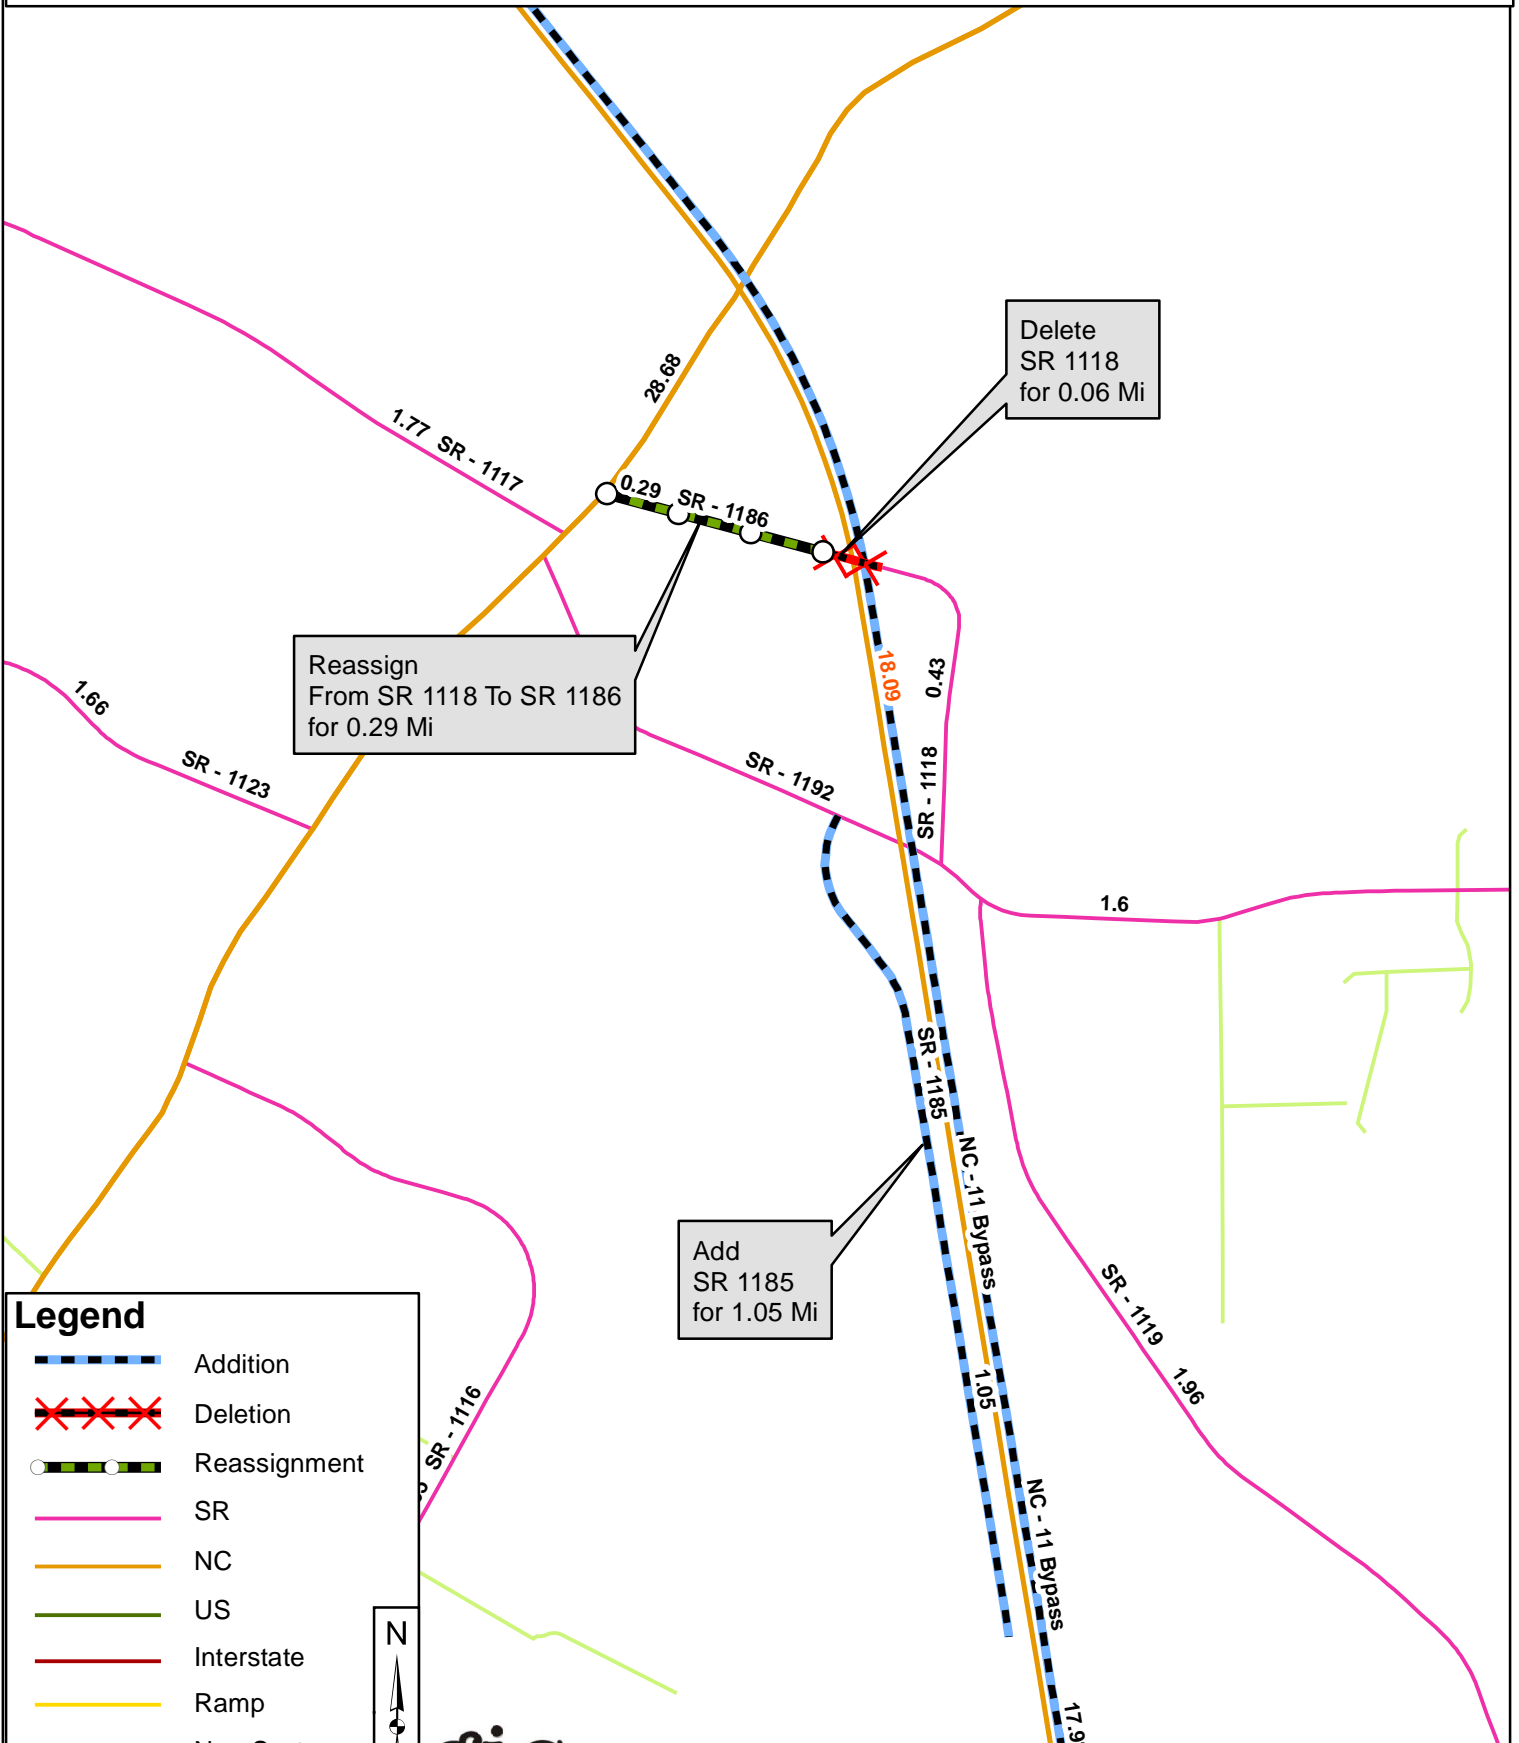 28.68
Delete
SR 1118
for 0.06 Mi
1.77 SR - 1117
0.29 SR - 1186
18.09
0.43
SR - 1118
Reassign
From SR 1118 To SR 1186
for 0.29 Mi
1.66
SR - 1123
SR - 1192
1.6
SR - 1185
NC - 11 Bypass
Add
SR 1185
for 1.05 Mi
SR - 1119 1.96
1.05
SR - 1116
NC - 11 Bypass
Legend
Addition
Deletion
Reassignment
SR
NC
US
Interstate
Ramp
N